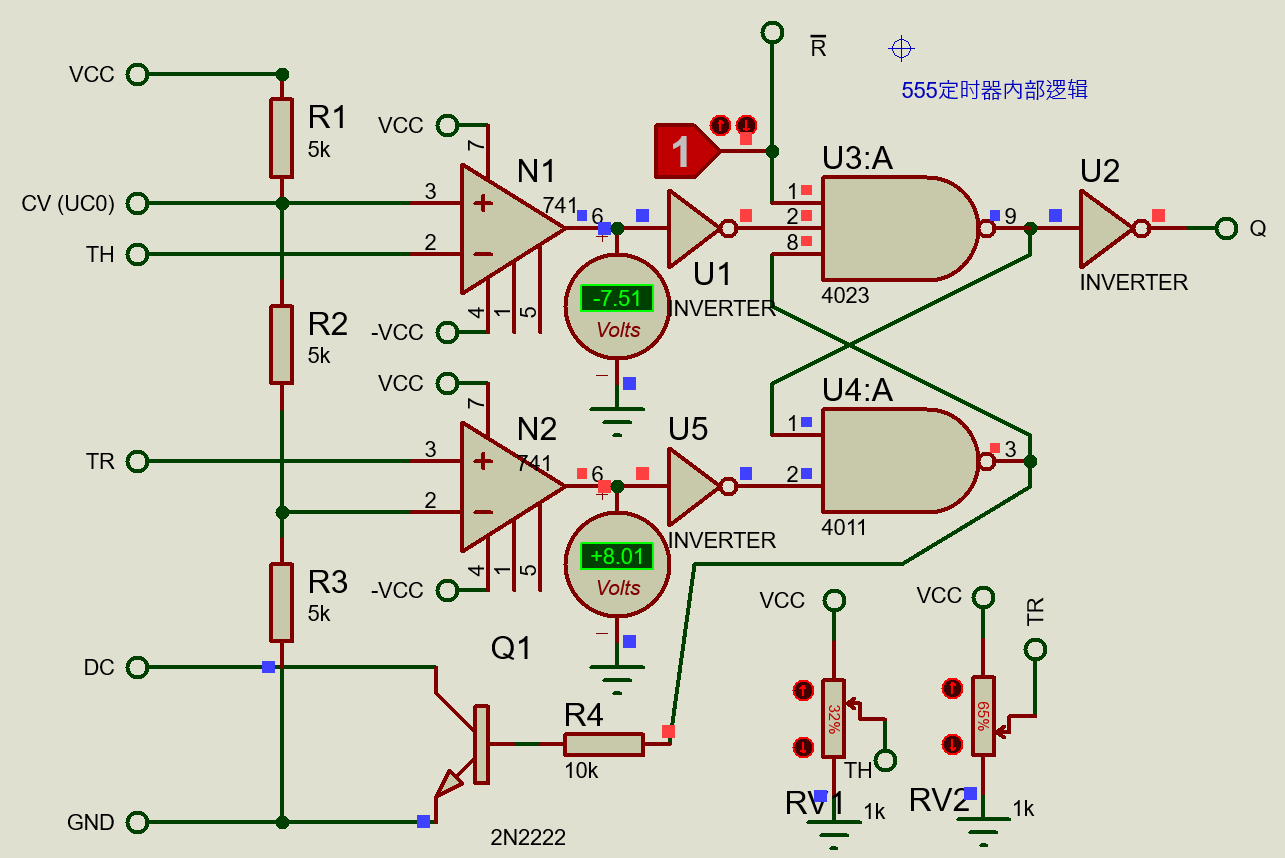 R
555定时器内部逻辑
VCC
R1
5k
VCC
7
1
U3:A
U2
CV (UC0)
3
N1
741
6
1
2
8
9
Q
TH
2
U1
INVERTER
4023
INVERTER
-7.51
Volts
4
1
5
-VCC
R2
5k
VCC
7
N2
741
U5
U4:A
1
3
TR
3
6
2
2
INVERTER
4011
+8.01
Volts
4
1
5
-VCC
R3
5k
Q1
VCC
VCC
TR
DC
R4
10k
32%
65%
TH
RV1
1k
RV2
1k
GND
2N2222